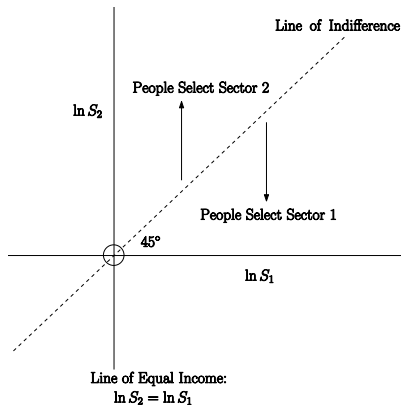 Line of Indifference
People Select Sector 2
ln S₂
People Select Sector 1
45°
ln S₁
Line of Equal Income:
ln S₂ = ln S₁